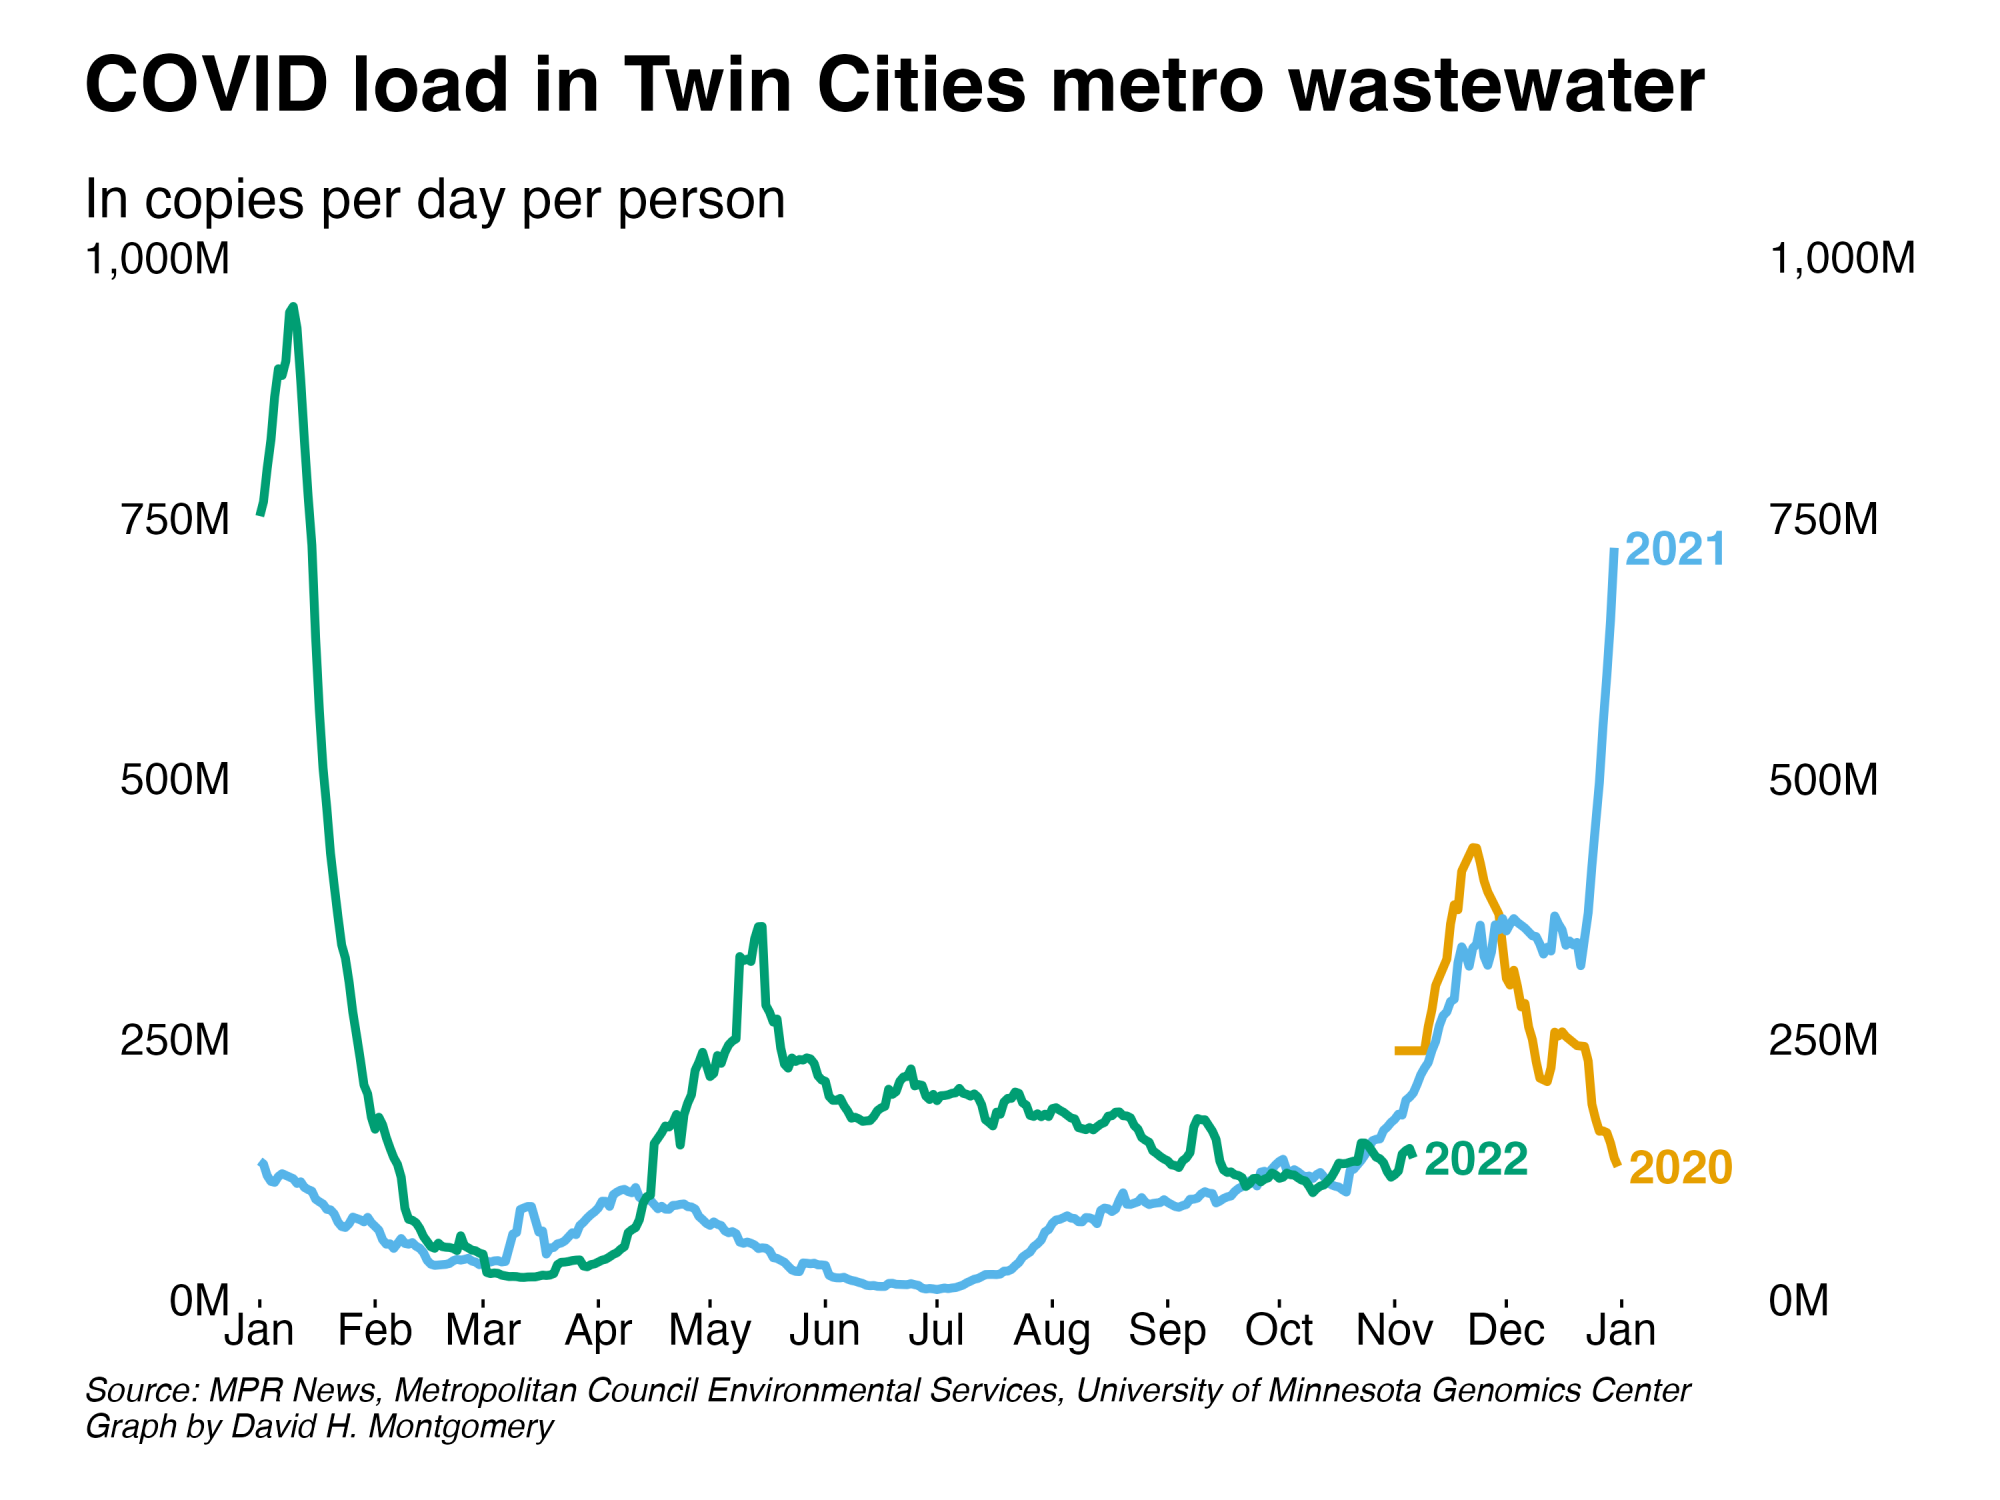 COVID load in Twin Cities metro wastewater
In copies per day per person
1,000M 1,000M
750M 750M
2021
500M 500M
250M 250M
2022 2020
0M 0M
Jan Feb Mar Apr May Jun Jul Aug Sep Oct Nov Dec Jan
Source: MPR News, Metropolitan Council Environmental Services, University of Minnesota Genomics Center
Graph by David H. Montgomery